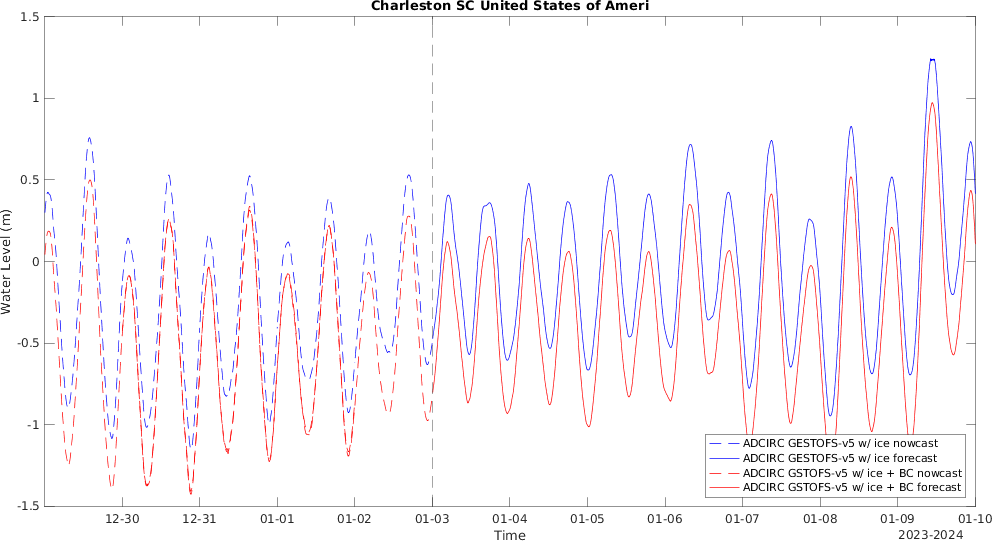 Charleston SC United States of Ameri
1.5
1
0.5
0
-0.5
-1
-1.5
Water Level (m)
ADCIRC GESTOFS-v5 w/ ice nowcast
ADCIRC GESTOFS-v5 w/ ice forecast
ADCIRC GSTOFS-v5 w/ ice + BC nowcast
ADCIRC GSTOFS-v5 w/ ice + BC forecast
12-30 12-31 01-01 01-02 01-03 01-04 01-05 01-06 01-07 01-08 01-09 01-10
Time
2023-2024